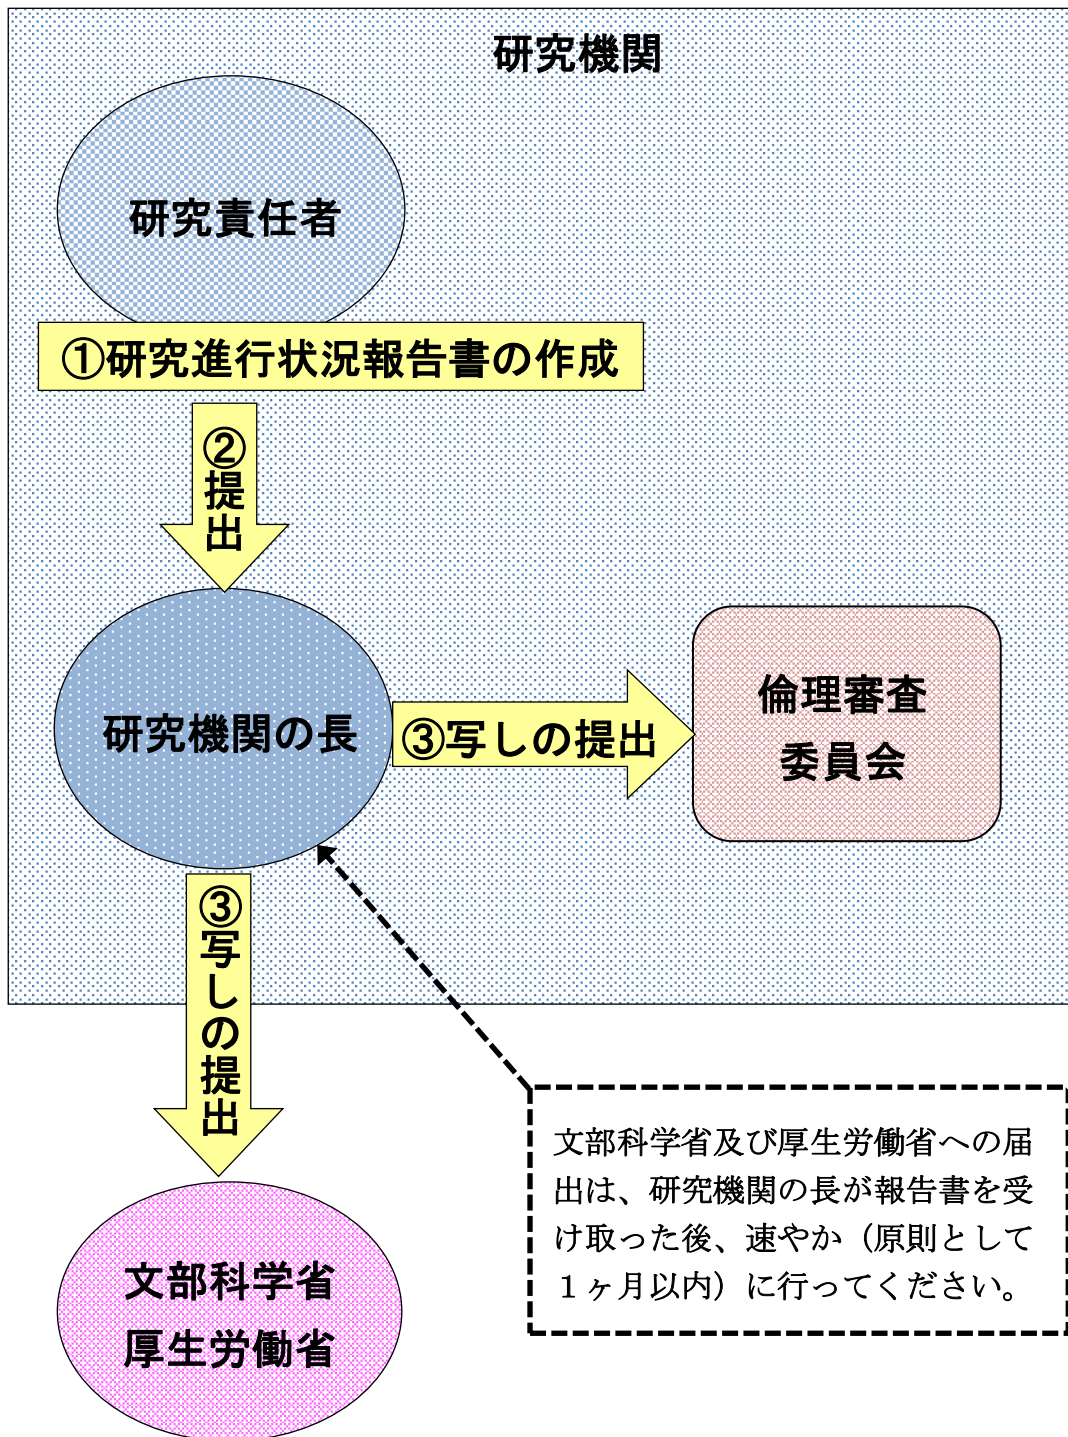 研究機関
研究責任者
①研究進行状況報告書の作成
②提出
研究機関の長
③写しの提出
倫理審査
委員会
③写しの提出
文部科学省及び厚生労働省への届
出は、研究機関の長が報告書を受
け取った後、速やか（原則として
１ヶ月以内）に行ってください。
文部科学省
厚生労働省